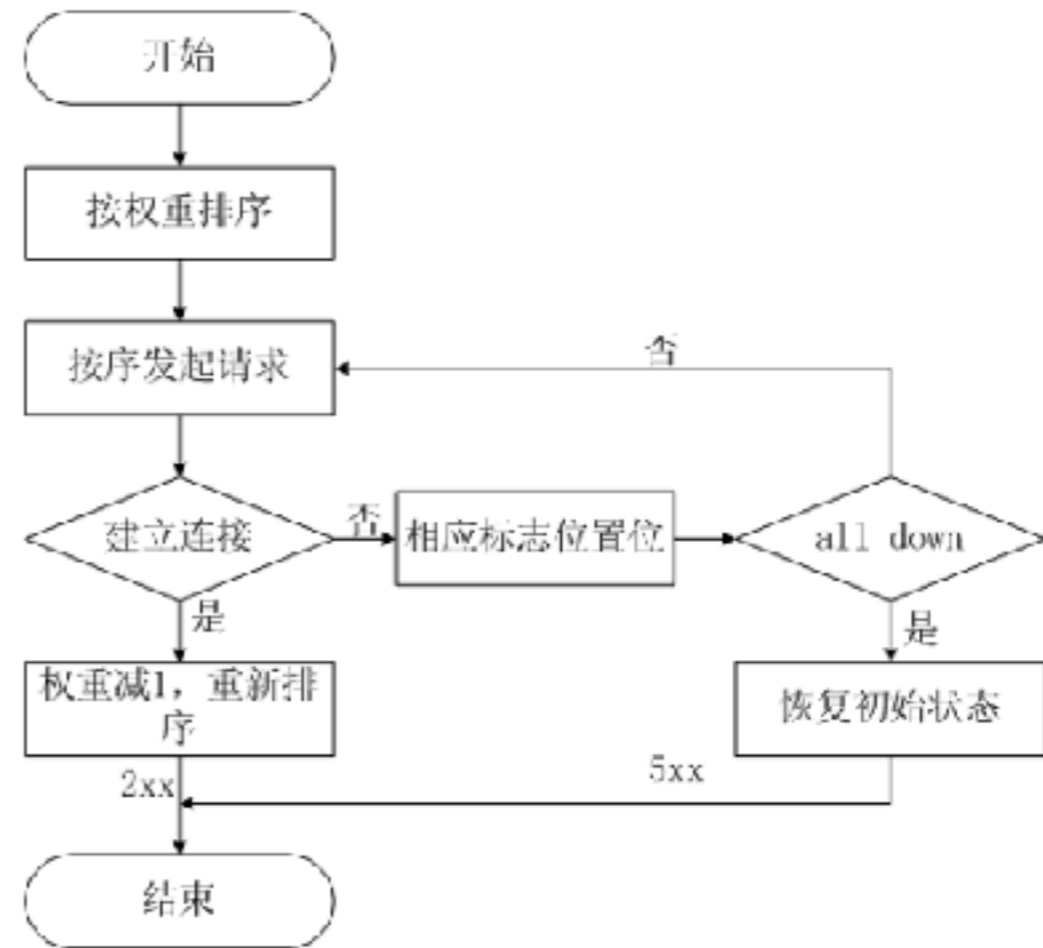 开始
按权重排序
按序发起请求
否
建立连接
否
相应标志位置位
all down
是
是
权重减1，重新排
序
恢复初始状态
2xx
5xx
结束